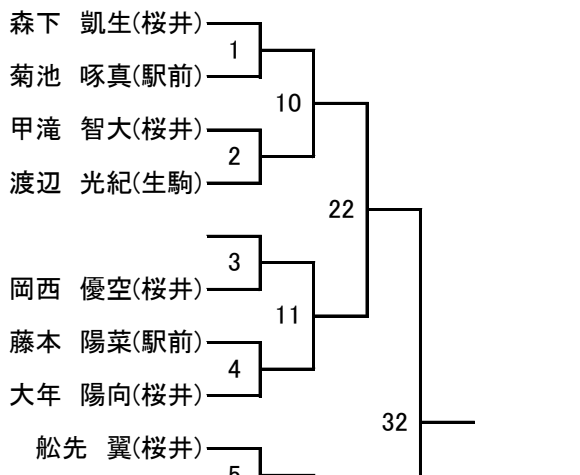 森下　凱生(桜井)
1
菊池　啄真(駅前)
10
甲滝　智大(桜井)
2
渡辺　光紀(生駒)
22
3
岡西　優空(桜井)
11
藤本　陽菜(駅前)
4
大年　陽向(桜井)
32
舩先　翼(桜井)
5